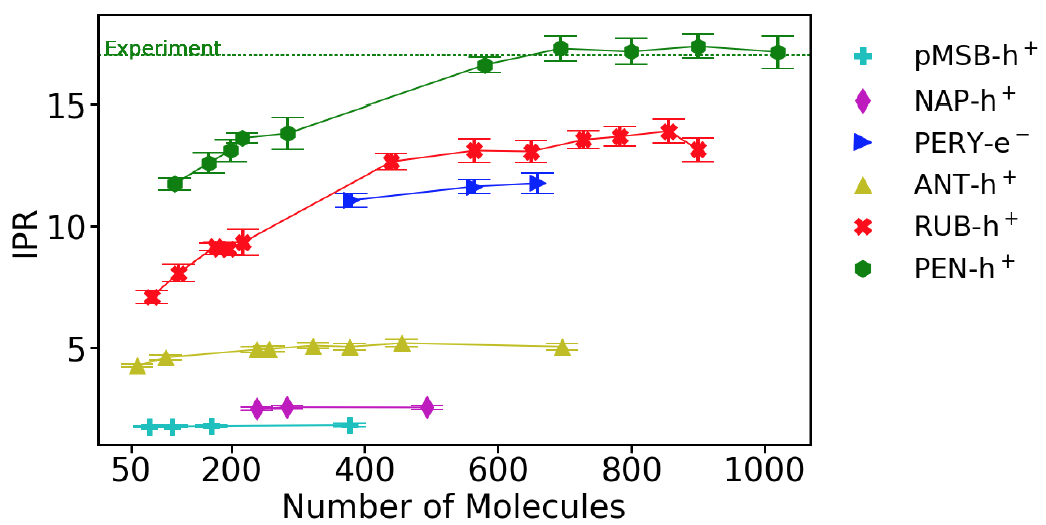 Experiment
15
10
5
IPR
50 200 400 600 800 1000
Number of Molecules
pMSB-h⁺
NAP-h⁺
PERY-e⁻
ANT-h⁺
RUB-h⁺
PEN-h⁺